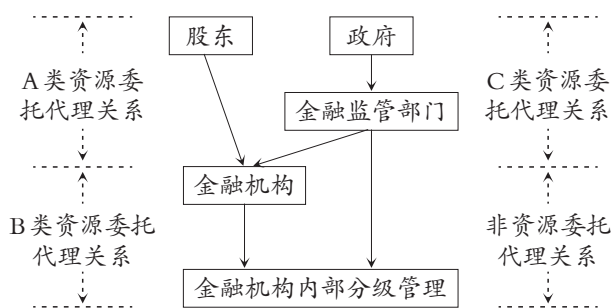 股东
政府
A类资源委
托代理关系
C类资源委
托代理关系
金融监管部门
金融机构
B类资源委托
代理关系
非资源委托
代理关系
金融机构内部分级管理